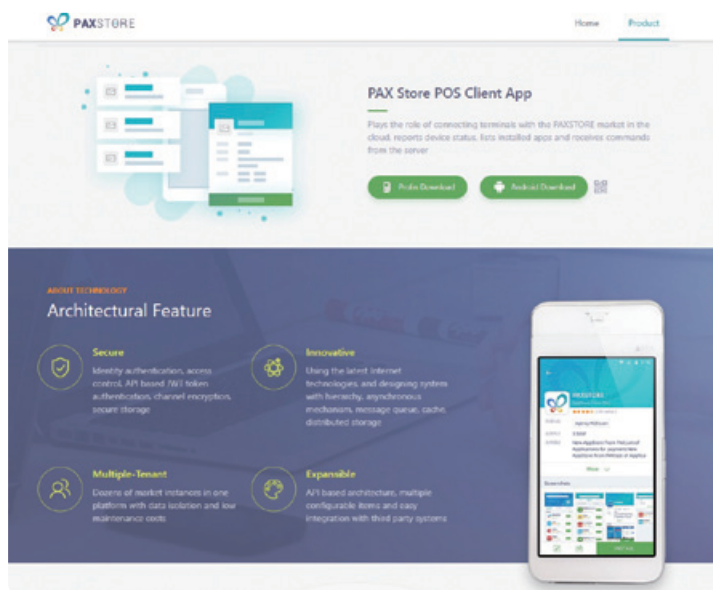 PAXSTORE
Home Product
PAX Store POS Client App
Plays the role of connecting terminals with the PAXSTORE market in the
cloud, reports device status, lists installed apps and receives commands
from the server
Prolin Download Android Download
ABOUT TECHNOLOGY
Architectural Feature
Secure
Identity authentication, access
control, API based JWT token
authentication, channel encryption,
secure storage
Innovative
Using the latest Internet
technologies, and designing system
with hierarchy, asynchronous
mechanism, message queue, cache,
distributed storage
Multiple-Tenant
Dozens of market instances in one
platform with data isolation and low
maintenance costs
Expansible
API based architecture, multiple
configurable items and easy
integration with third party systems
PAXSTORE
More
Screenshots